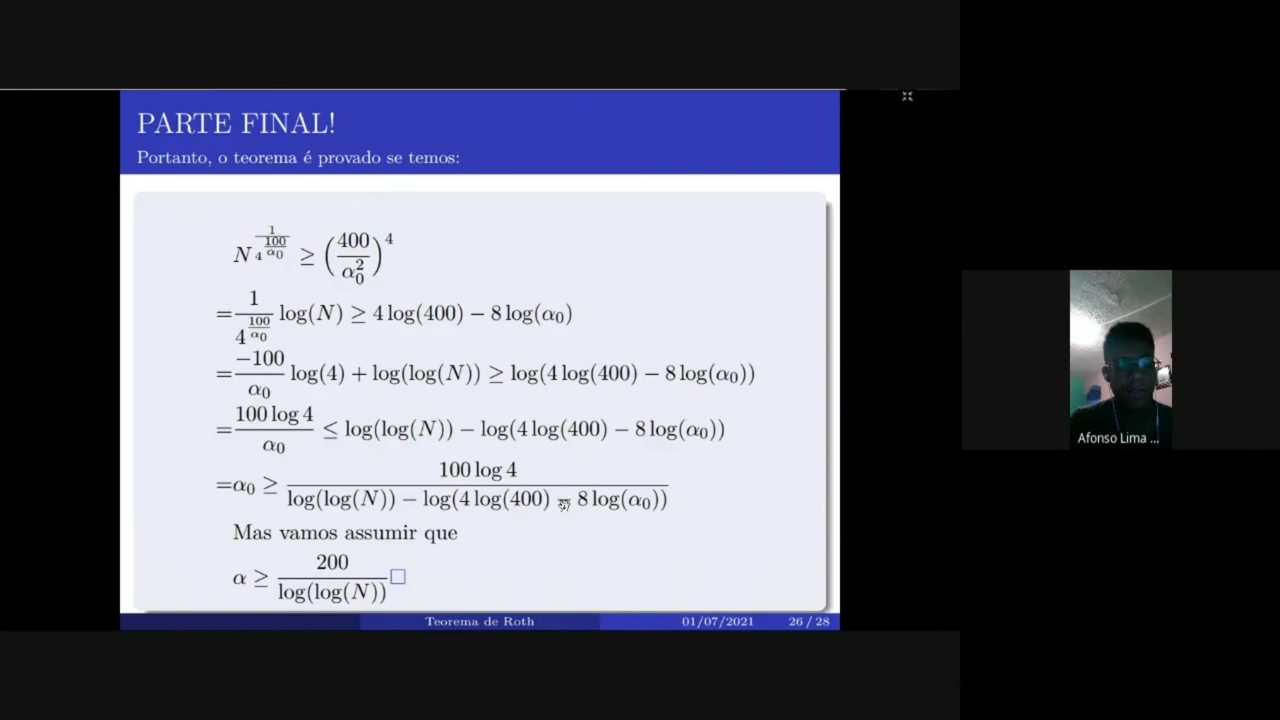 PARTE FINAL!
Portanto, o teorema é provado se temos:
$N^{\frac{1}{4^{\frac{100}{\alpha_0}}}} \geq \left(\frac{400}{\alpha_0^2}\right)^4$
$= \frac{1}{4^{\frac{100}{\alpha_0}}} \log(N) \geq 4\log(400) - 8\log(\alpha_0)$
$= \frac{-100}{\alpha_0} \log(4) + \log(\log(N)) \geq \log(4\log(400) - 8\log(\alpha_0))$
$= \frac{100 \log 4}{\alpha_0} \leq \log(\log(N)) - \log(4\log(400) - 8\log(\alpha_0))$
$= \alpha_0 \geq \frac{100 \log 4}{\log(\log(N)) - \log(4\log(400) - 8\log(\alpha_0))}$
Mas vamos assumir que
$\alpha \geq \frac{200}{\log(\log(N))} \square$
Teorema de Roth 01/07/2021 26 / 28
Afonso Lima ...